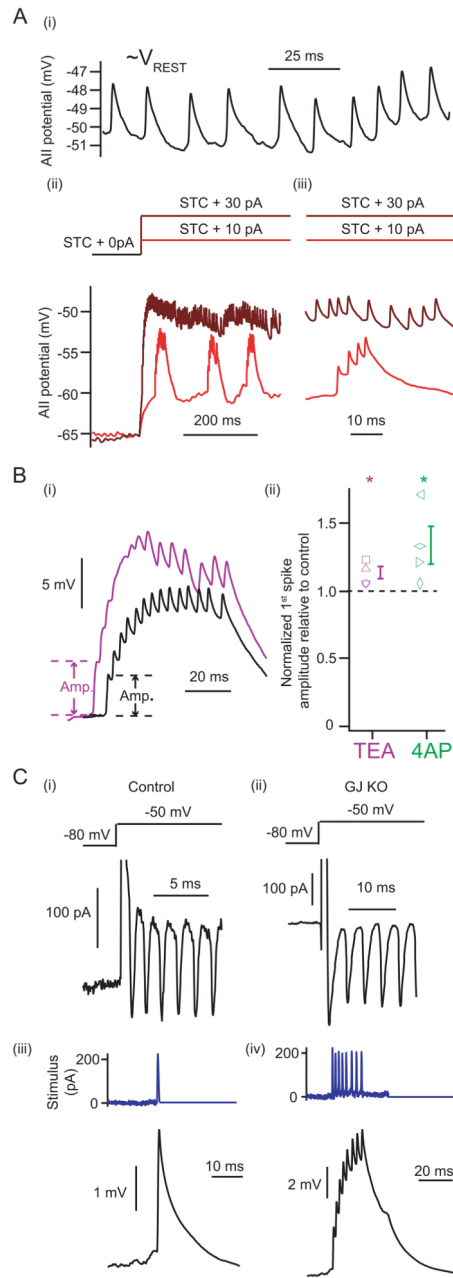 A
(i)
~VREST
25 ms
AII potential (mV)
-47
-48
-49
-50
-51
(ii)
(iii)
STC + 30 pA
STC + 30 pA
STC + 0pA
STC + 10 pA
STC + 10 pA
AII potential (mV)
-50
-55
-60
-65
200 ms
10 ms
B
(i)
(ii)
5 mV
Amp.
Amp.
20 ms
Normalized 1st spike
amplitude relative to control
* *
1.5
1.0
0.5
0
TEA 4AP
C
(i) Control
(ii) GJ KO
-50 mV
-80 mV
-50 mV
-80 mV
5 ms
100 pA
10 ms
100 pA
(iii)
(iv)
Stimulus
(pA)
200
0
200
0
10 ms
1 mV
20 ms
2 mV